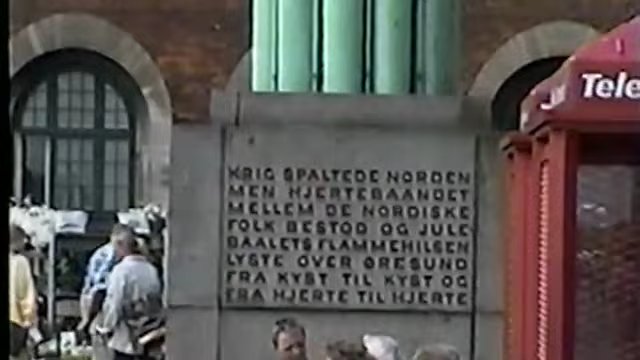 KRIG SPALTEDE NORDEN
MEN HJERTEBAANDET
MELLEM DE NORDISKE
FOLK BESTOD OG JULE
BAALETS FLAMMEHILSEN
LYSTE OVER ØRESUND
FRA KYST TIL KYST OG
FRA HJERTE TIL HJERTE
Tele